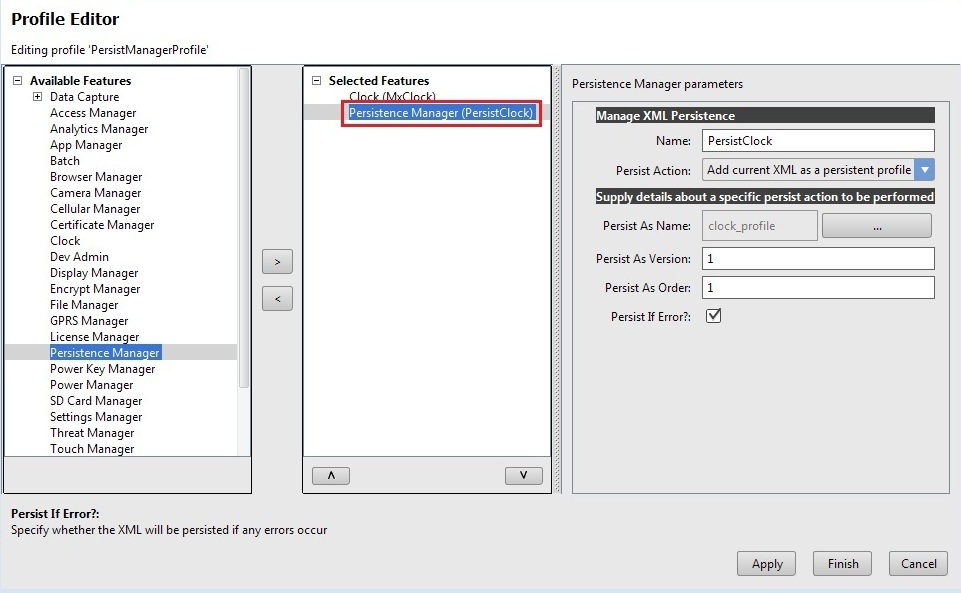 Profile Editor
Editing profile 'PersistManagerProfile'
Available Features
Data Capture
Access Manager
Analytics Manager
App Manager
Batch
Browser Manager
Camera Manager
Cellular Manager
Certificate Manager
Clock
Dev Admin
Display Manager
Encrypt Manager
File Manager
GPRS Manager
License Manager
Persistence Manager
Power Key Manager
Power Manager
SD Card Manager
Settings Manager
Threat Manager
Touch Manager
>
<
Selected Features
Clock (MxClock)
Persistence Manager (PersistClock)
Persistence Manager parameters
Manage XML Persistence
Name: PersistClock
Persist Action: Add current XML as a persistent profile
Supply details about a specific persist action to be performed
Persist As Name: clock_profile ...
Persist As Version: 1
Persist As Order: 1
Persist If Error?:
Persist If Error?:
Specify whether the XML will be persisted if any errors occur
Apply Finish Cancel